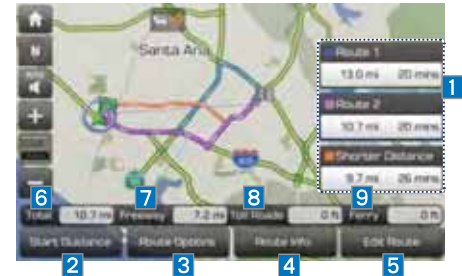 N
Santa Ana
Route 1
13.0 mi 20 mins
1
Route 2
10.7 mi 20 mins
Shorter Distance
9.7 mi 26 mins
6
7
8
9
Total 10.7 mi Freeway 7.2 mi Toll Roads 0 ft Ferry 0 ft
Start Guidance Route Options Route Info Edit Route
2
3
4
5